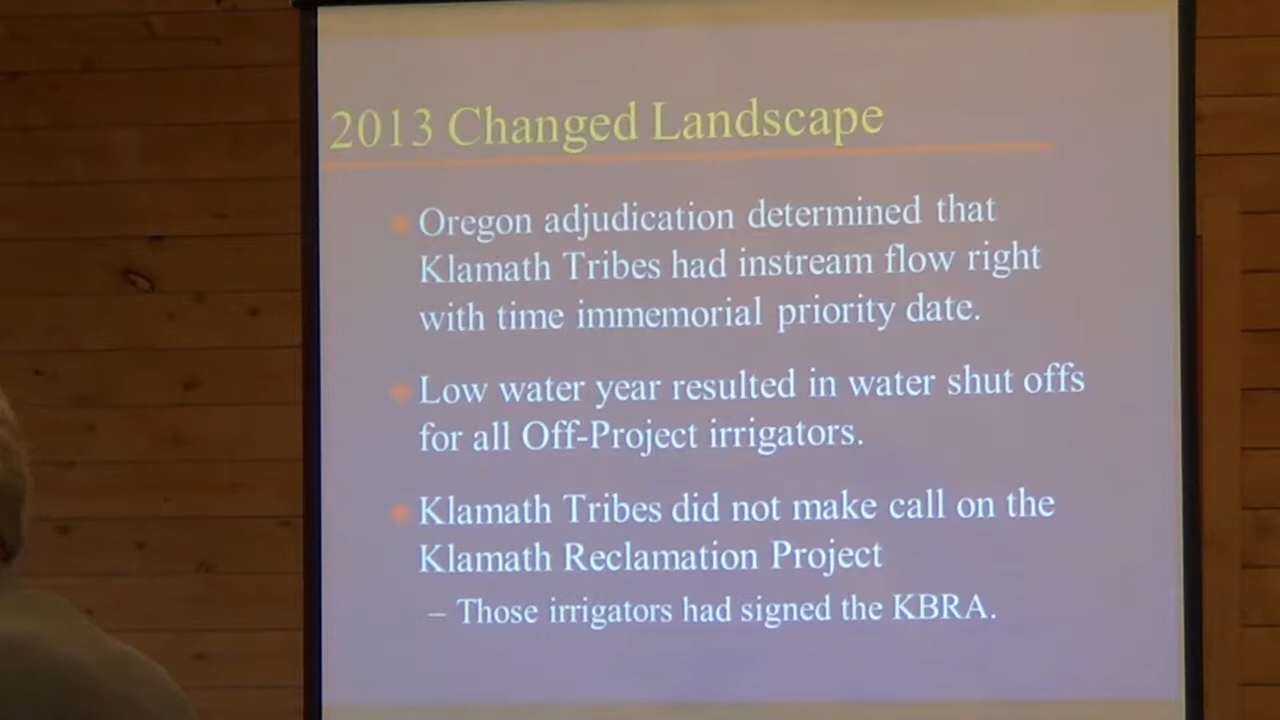 2013 Changed Landscape
Oregon adjudication determined that
Klamath Tribes had instream flow right
with time immemorial priority date.
Low water year resulted in water shut offs
for all Off-Project irrigators.
Klamath Tribes did not make call on the
Klamath Reclamation Project
– Those irrigators had signed the KBRA.